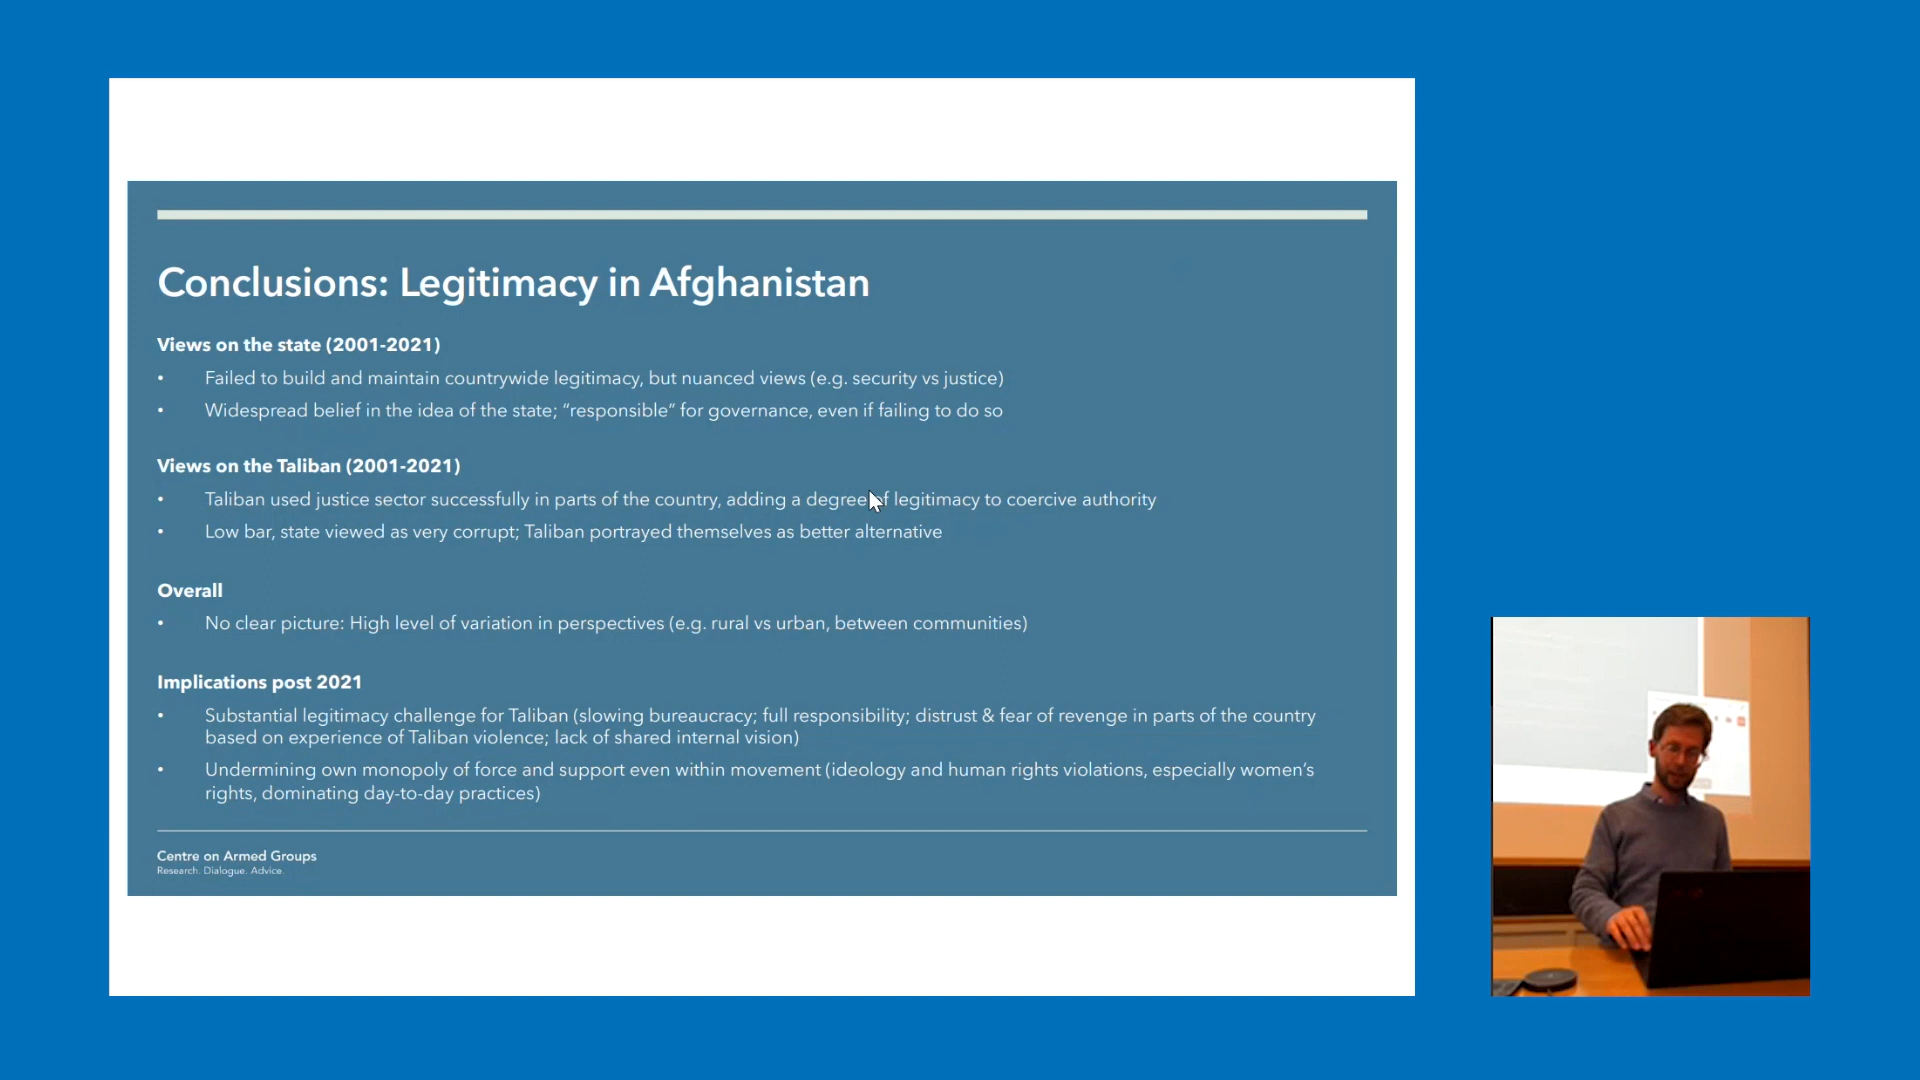 Conclusions: Legitimacy in Afghanistan
Views on the state (2001-2021)
• Failed to build and maintain countrywide legitimacy, but nuanced views (e.g. security vs justice)
• Widespread belief in the idea of the state; “responsible” for governance, even if failing to do so
Views on the Taliban (2001-2021)
• Taliban used justice sector successfully in parts of the country, adding a degree of legitimacy to coercive authority
• Low bar, state viewed as very corrupt; Taliban portrayed themselves as better alternative
Overall
• No clear picture: High level of variation in perspectives (e.g. rural vs urban, between communities)
Implications post 2021
• Substantial legitimacy challenge for Taliban (slowing bureaucracy; full responsibility; distrust & fear of revenge in parts of the country
based on experience of Taliban violence; lack of shared internal vision)
• Undermining own monopoly of force and support even within movement (ideology and human rights violations, especially women’s
rights, dominating day-to-day practices)
Centre on Armed Groups
Research. Dialogue. Advice.